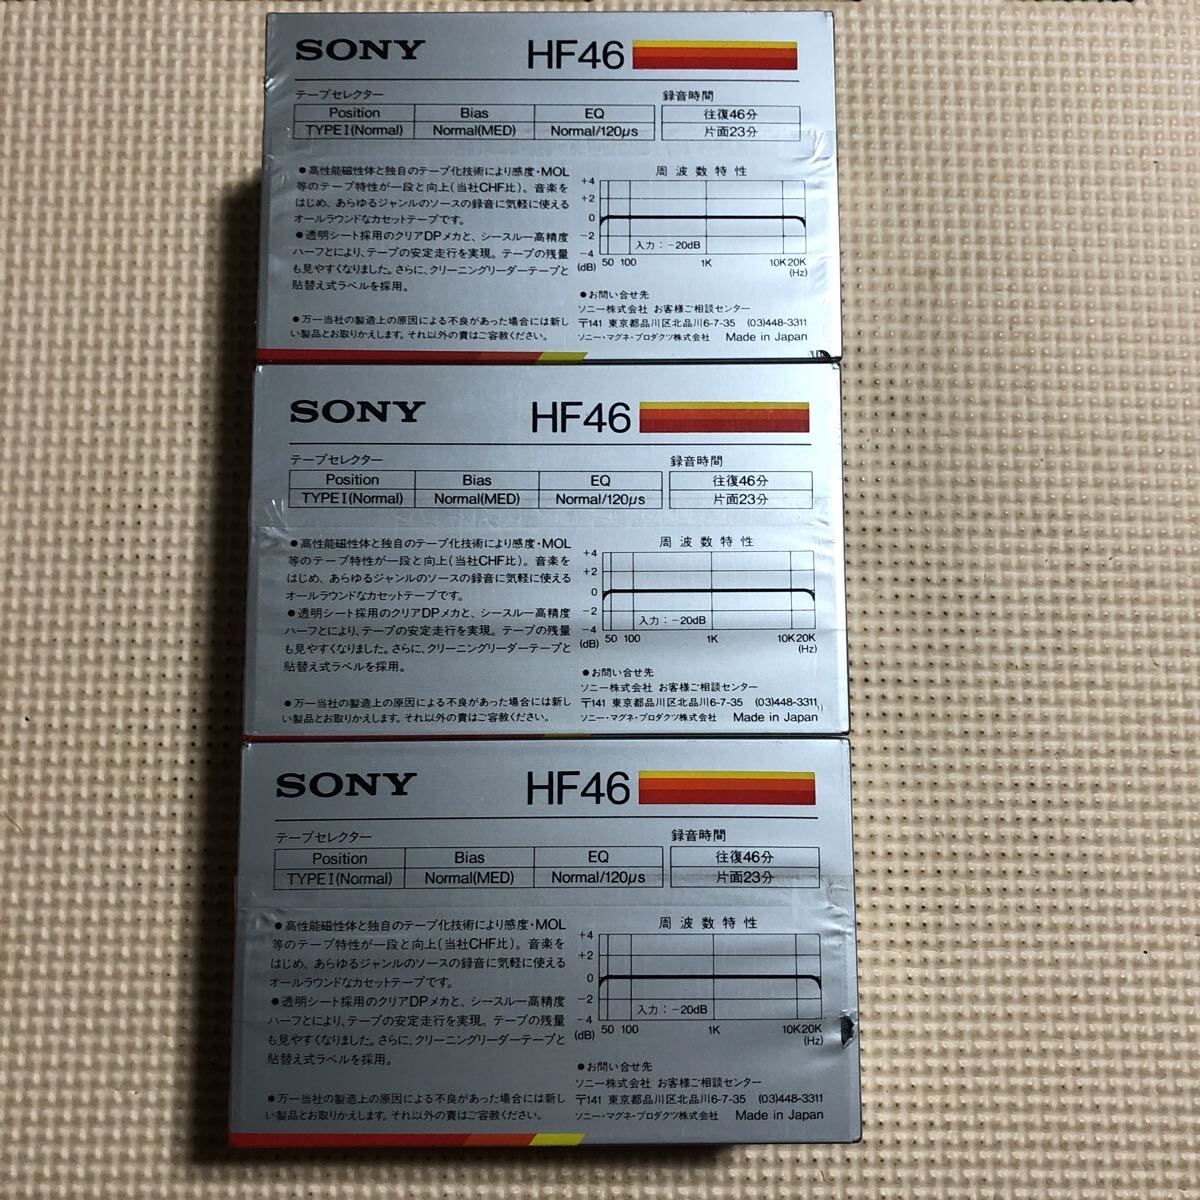 SONY HF46
テープセレクター 録音時間
Position Bias EQ 往復46分
TYPE I(Normal) Normal(MED) Normal/120μs 片面23分
●高性能磁性体と独自のテープ化技術により感度・MOL
等のテープ特性が一段と向上(当社CHF比)。音楽を
はじめ、あらゆるジャンルのソースの録音に気軽に使える
オールラウンドなカセットテープです。
●透明シート採用のクリアDPメカと、シースルー高精度
ハーフとにより、テープの安定走行を実現。テープの残量
も見やすくなりました。さらに、クリーニングリーダーテープと
貼替え式ラベルを採用。
●万一当社の製造上の原因による不良があった場合には新し
い製品とお取りかえします。それ以外の責はご容赦ください。
周波数特性
+4
+2
0
-2
-4
(dB)
入力:-20dB
50 100 1K 10K 20K
(Hz)
●お問い合せ先
ソニー株式会社 お客様ご相談センター
〒141 東京都品川区北品川6-7-35 (03)448-3311
ソニー・マグネ・プロダクツ株式会社 Made in Japan
SONY HF46
テープセレクター 録音時間
Position Bias EQ 往復46分
TYPE I(Normal) Normal(MED) Normal/120μs 片面23分
●高性能磁性体と独自のテープ化技術により感度・MOL
等のテープ特性が一段と向上(当社CHF比)。音楽を
はじめ、あらゆるジャンルのソースの録音に気軽に使える
オールラウンドなカセットテープです。
●透明シート採用のクリアDPメカと、シースルー高精度
ハーフとにより、テープの安定走行を実現。テープの残量
も見やすくなりました。さらに、クリーニングリーダーテープと
貼替え式ラベルを採用。
●万一当社の製造上の原因による不良があった場合には新し
い製品とお取りかえします。それ以外の責はご容赦ください。
周波数特性
+4
+2
0
-2
-4
(dB)
入力:-20dB
50 100 1K 10K 20K
(Hz)
●お問い合せ先
ソニー株式会社 お客様ご相談センター
〒141 東京都品川区北品川6-7-35 (03)448-3311
ソニー・マグネ・プロダクツ株式会社 Made in Japan
SONY HF46
テープセレクター 録音時間
Position Bias EQ 往復46分
TYPE I(Normal) Normal(MED) Normal/120μs 片面23分
●高性能磁性体と独自のテープ化技術により感度・MOL
等のテープ特性が一段と向上(当社CHF比)。音楽を
はじめ、あらゆるジャンルのソースの録音に気軽に使える
オールラウンドなカセットテープです。
●透明シート採用のクリアDPメカと、シースルー高精度
ハーフとにより、テープの安定走行を実現。テープの残量
も見やすくなりました。さらに、クリーニングリーダーテープと
貼替え式ラベルを採用。
●万一当社の製造上の原因による不良があった場合には新し
い製品とお取りかえします。それ以外の責はご容赦ください。
周波数特性
+4
+2
0
-2
-4
(dB)
入力:-20dB
50 100 1K 10K 20K
(Hz)
●お問い合せ先
ソニー株式会社 お客様ご相談センター
〒141 東京都品川区北品川6-7-35 (03)448-3311
ソニー・マグネ・プロダクツ株式会社 Made in Japan